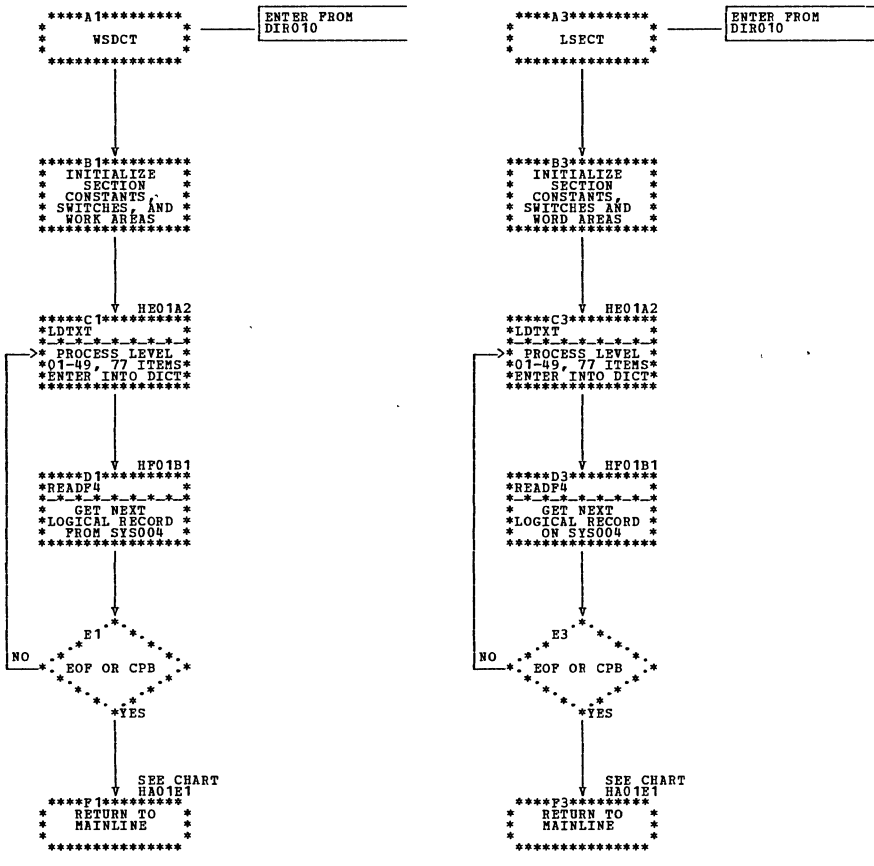 ****A1*********
* WSDCT *
***************
ENTER FROM
DIR010
*****B1**********
* INITIALIZE *
* SECTION *
* CONSTANTS, *
* SWITCHES, AND *
* WORK AREAS *
*****************
HE01A2
*****C1**********
*LDTXT *
*-*-*-*-*-*-*-*-*
* PROCESS LEVEL *
*01-49, 77 ITEMS*
*ENTER INTO DICT*
*****************
HF01B1
*****D1**********
*READF4 *
*-*-*-*-*-*-*-*-*
* GET NEXT *
*LOGICAL RECORD *
* FROM SYS004 *
*****************
E1
NO
EOF OR CPB
YES
SEE CHART
HA01E1
****F1*********
* RETURN TO *
* MAINLINE *
***************
****A3*********
* LSECT *
***************
ENTER FROM
DIR010
*****B3**********
* INITIALIZE *
* SECTION *
* CONSTANTS, *
* SWITCHES AND *
* WORD AREAS *
*****************
HE01A2
*****C3**********
*LDTXT *
*-*-*-*-*-*-*-*-*
* PROCESS LEVEL *
*01-49, 77 ITEMS*
*ENTER INTO DICT*
*****************
HF01B1
*****D3**********
*READF4 *
*-*-*-*-*-*-*-*-*
* GET NEXT *
*LOGICAL RECORD *
* ON SYS004 *
*****************
E3
NO
EOF OR CPB
YES
SEE CHART
HA01E1
****F3*********
* RETURN TO *
* MAINLINE *
***************